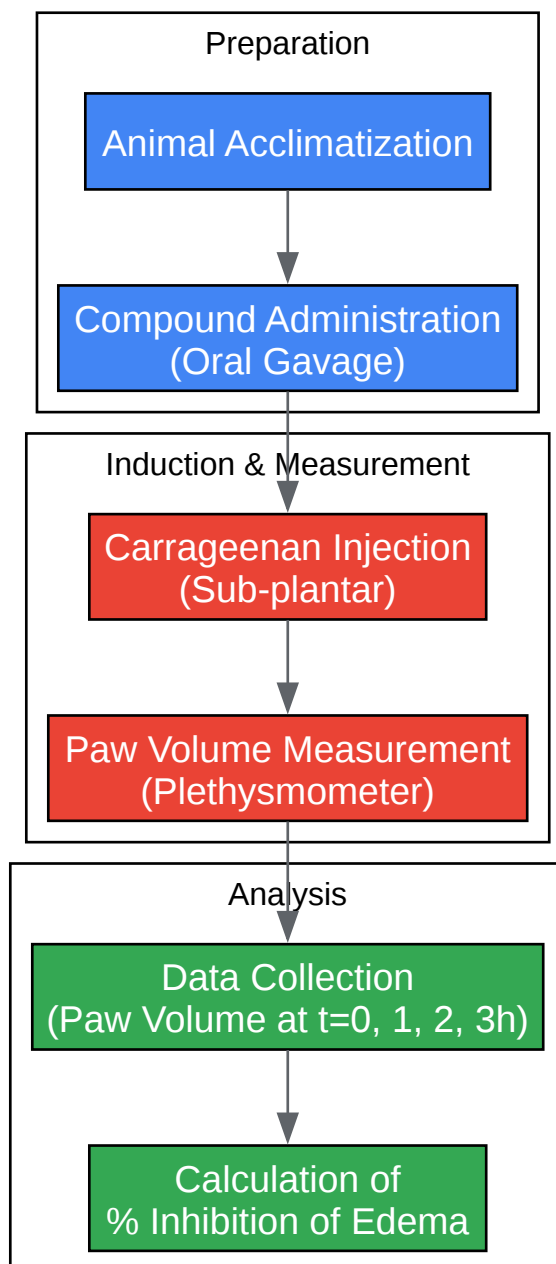 Preparation
Animal Acclimatization
Compound Administration
(Oral Gavage)
Induction & Measurement
Carrageenan Injection
(Sub-plantar)
Paw Volume Measurement
(Plethysmometer)
Analysis
Data Collection
(Paw Volume at t=0, 1, 2, 3h)
Calculation of
% Inhibition of Edema